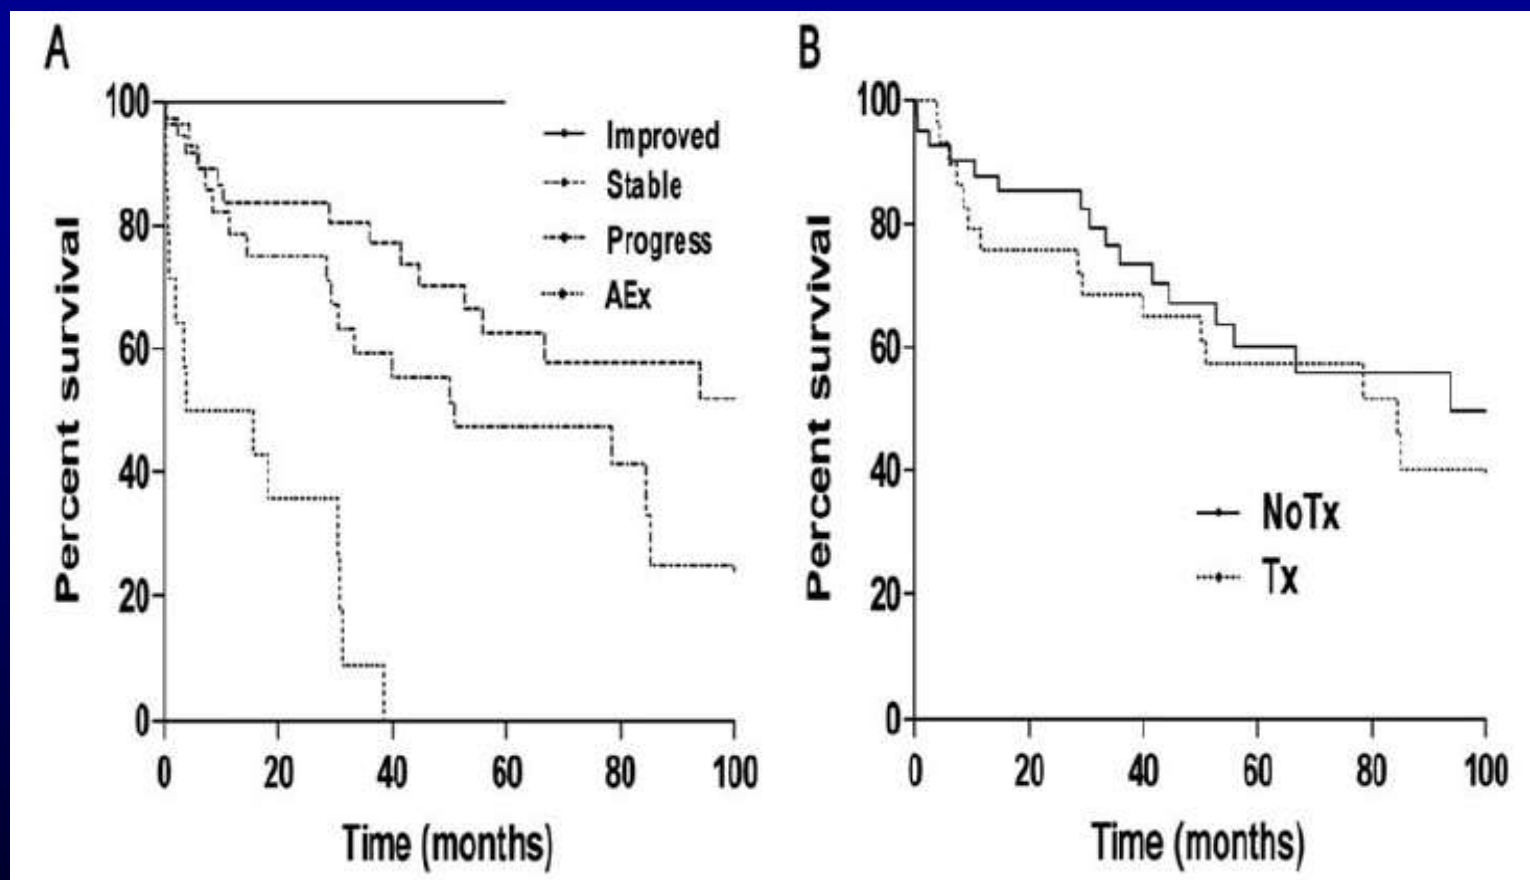 A
Percent survival
100
80
60
40
20
0
0 20 40 60 80 100
Time (months)
Improved
Stable
Progress
AEx
B
Percent survival
100
80
60
40
20
0
0 20 40 60 80 100
Time (months)
NoTx
Tx